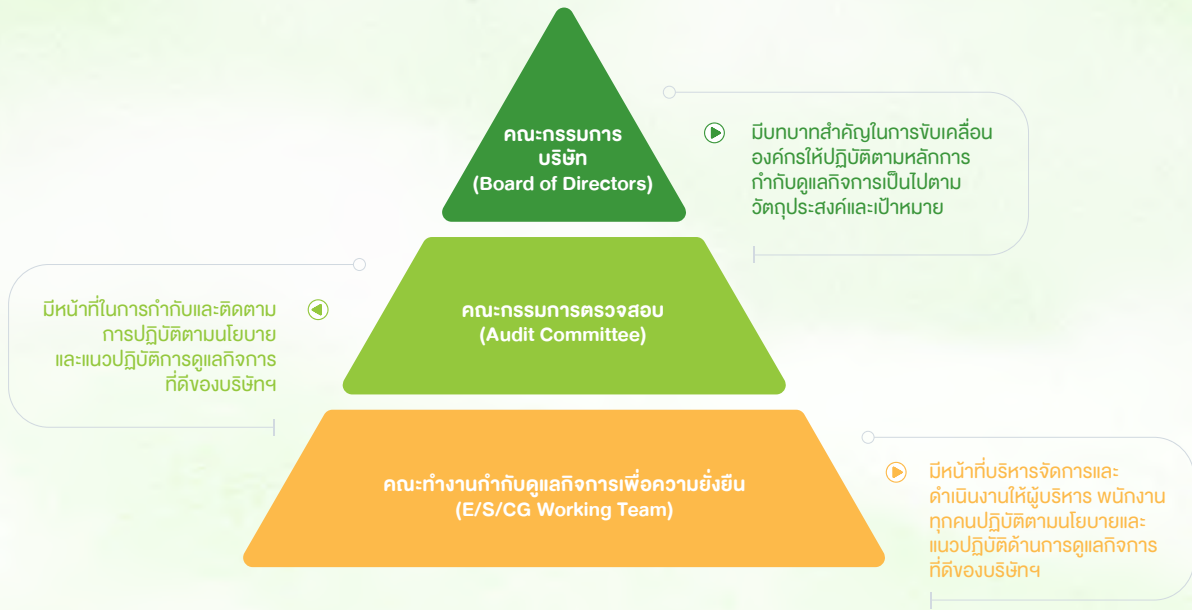 คณะกรรมการ
บริษัท
(Board of Directors)
มีบทบาทสำคัญในการขับเคลื่อน
องค์กรให้ปฏิบัติตามหลักการ
กำกับดูแลกิจการเป็นไปตาม
วัตถุประสงค์และเป้าหมาย
คณะกรรมการตรวจสอบ
(Audit Committee)
มีหน้าที่ในการกำกับและติดตาม
การปฏิบัติตามนโยบาย
และแนวปฏิบัติการดูแลกิจการ
ที่ดีของบริษัทฯ
คณะทำงานกำกับดูแลกิจการเพื่อความยั่งยืน
(E/S/CG Working Team)
มีหน้าที่บริหารจัดการและ
ดำเนินงานให้ผู้บริหาร พนักงาน
ทุกคนปฏิบัติตามนโยบายและ
แนวปฏิบัติด้านการดูแลกิจการ
ที่ดีของบริษัทฯ